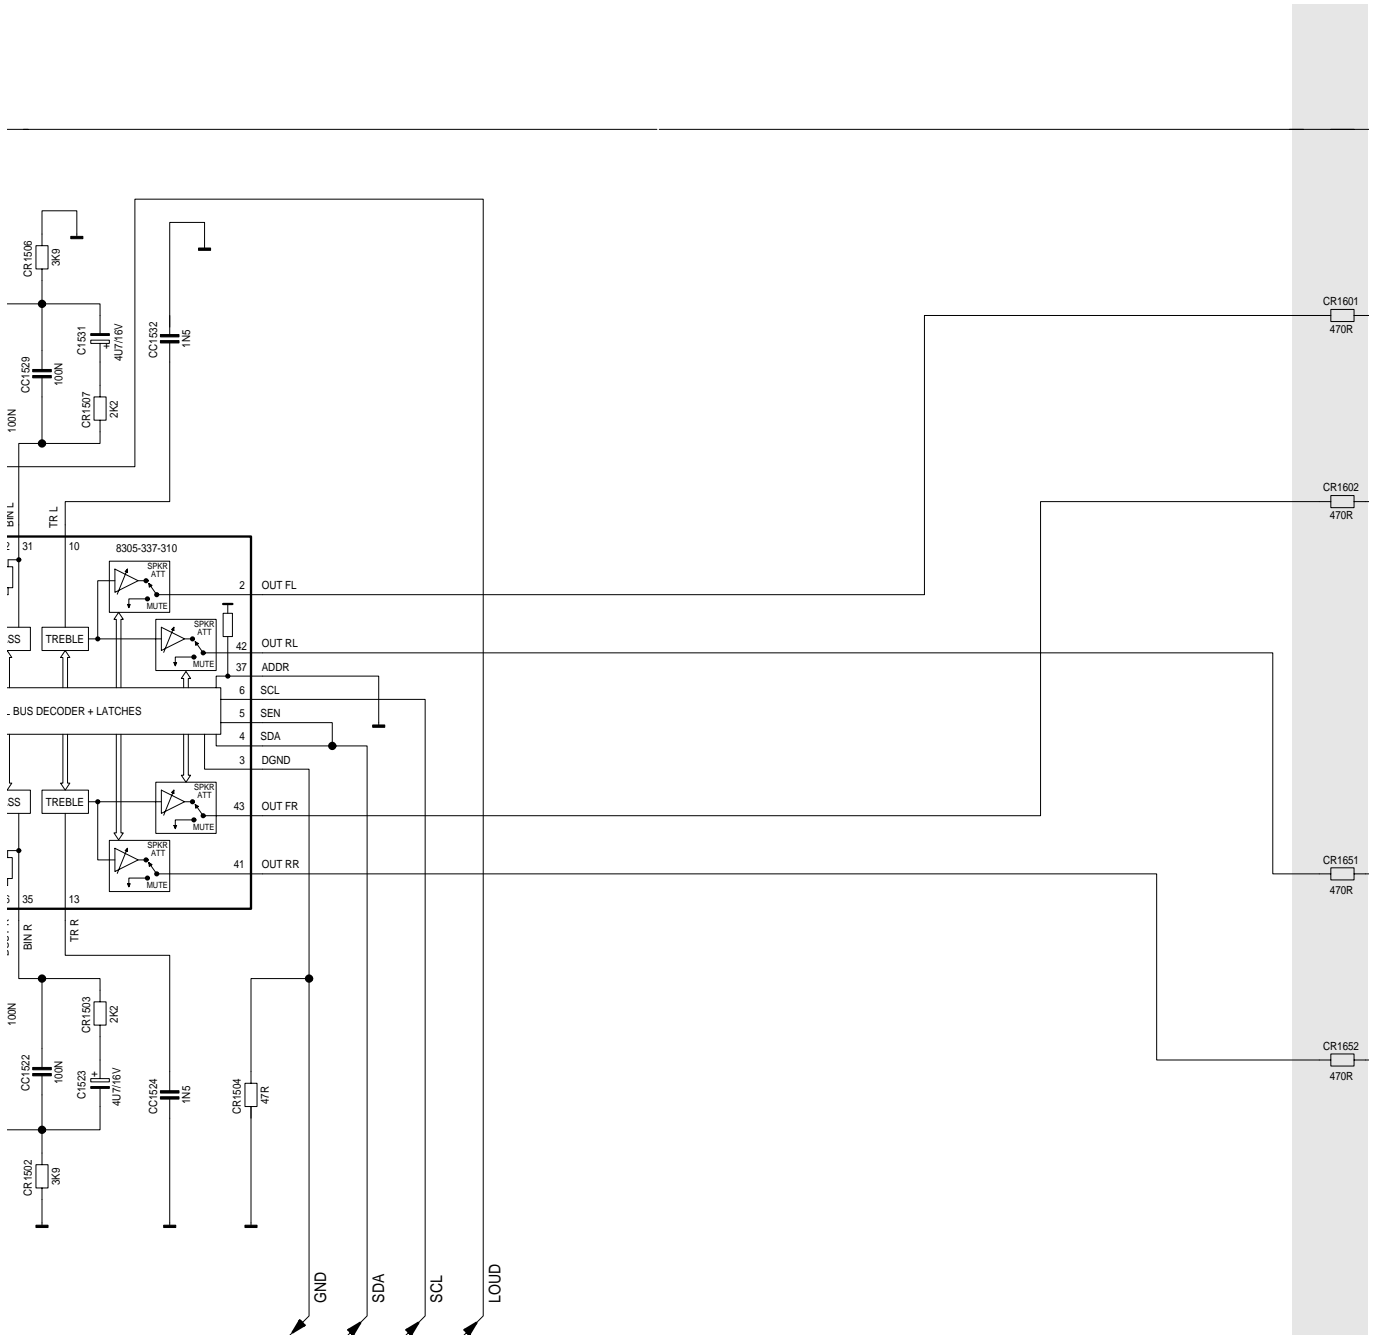 CR1506
3K9
C1531
4U7/16V
CC1532
1N5
CC1529
100N
CR1507
2K2
100N
CR1601
470R
CR1602
470R
BIN L
TR L
31
10
8305-337-310
SPKR
ATT
MUTE
2
OUT FL
SS
TREBLE
SPKR
ATT
MUTE
42
OUT RL
37
ADDR
6
SCL
BUS DECODER + LATCHES
5
SEN
4
SDA
3
DGND
SS
TREBLE
SPKR
ATT
MUTE
43
OUT FR
SPKR
ATT
MUTE
41
OUT RR
CR1651
470R
35
13
BIN R
TR R
100N
CR1503
2K2
CC1522
100N
C1523
4U7/16V
CC1524
1N5
CR1504
47R
CR1652
470R
CR1502
3K9
GND
SDA
SCL
LOUD